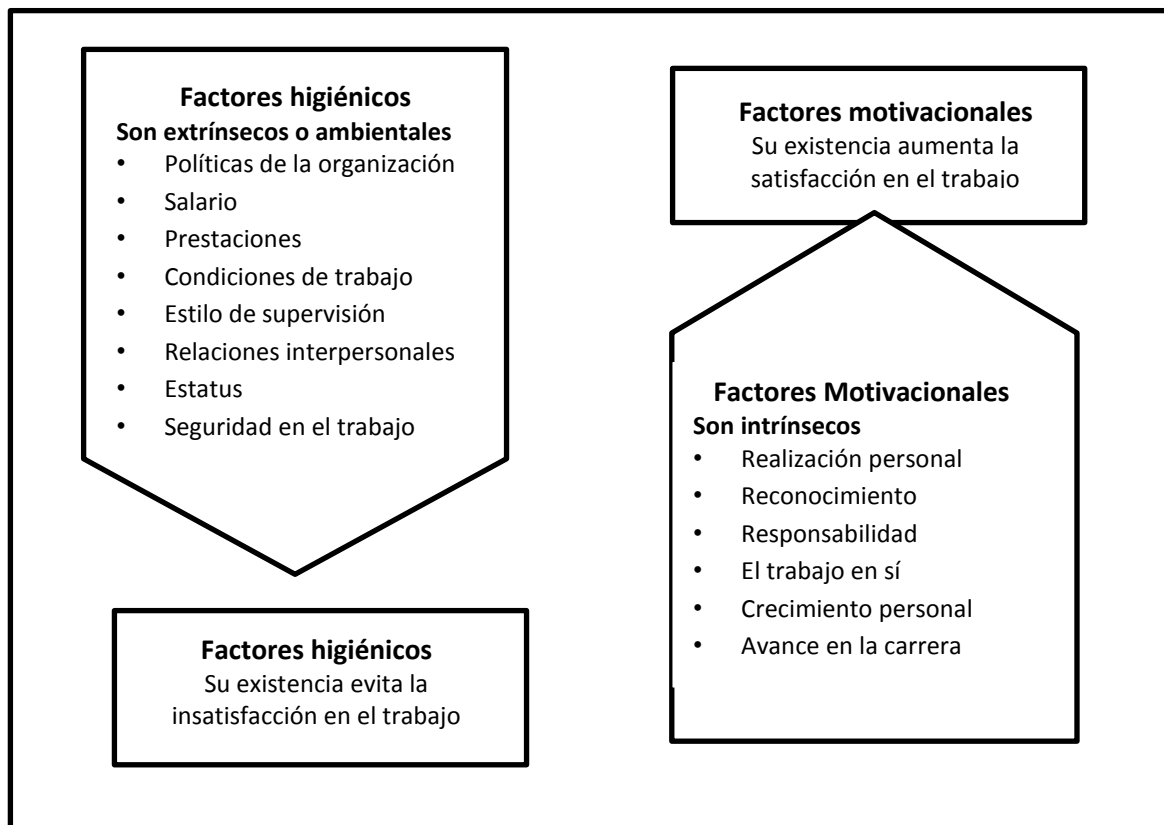 Factores higiénicos
Son extrínsecos o ambientales
• Políticas de la organización
• Salario
• Prestaciones
• Condiciones de trabajo
• Estilo de supervisión
• Relaciones interpersonales
• Estatus
• Seguridad en el trabajo
Factores higiénicos
Su existencia evita la
insatisfacción en el trabajo
Factores motivacionales
Su existencia aumenta la
satisfacción en el trabajo
Factores Motivacionales
Son intrínsecos
• Realización personal
• Reconocimiento
• Responsabilidad
• El trabajo en sí
• Crecimiento personal
• Avance en la carrera